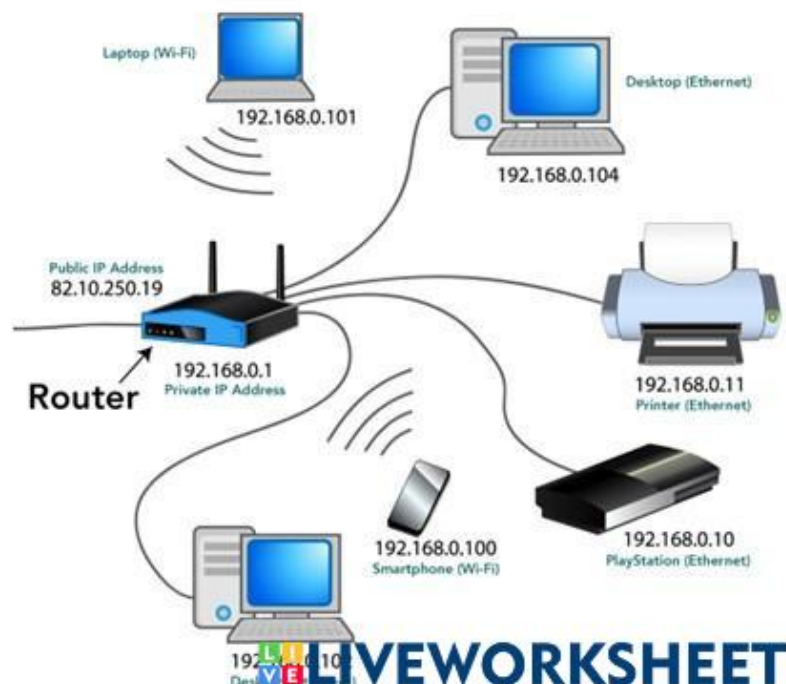 Laptop (Wi-Fi)
192.168.0.101
Desktop (Ethernet)
192.168.0.104
Public IP Address
82.10.250.19
192.168.0.1
Private IP Address
Router
192.168.0.11
Printer (Ethernet)
192.168.0.10
PlayStation (Ethernet)
192.168.0.100
Smartphone (Wi-Fi)
LIVE
LIVEWORKSHEET